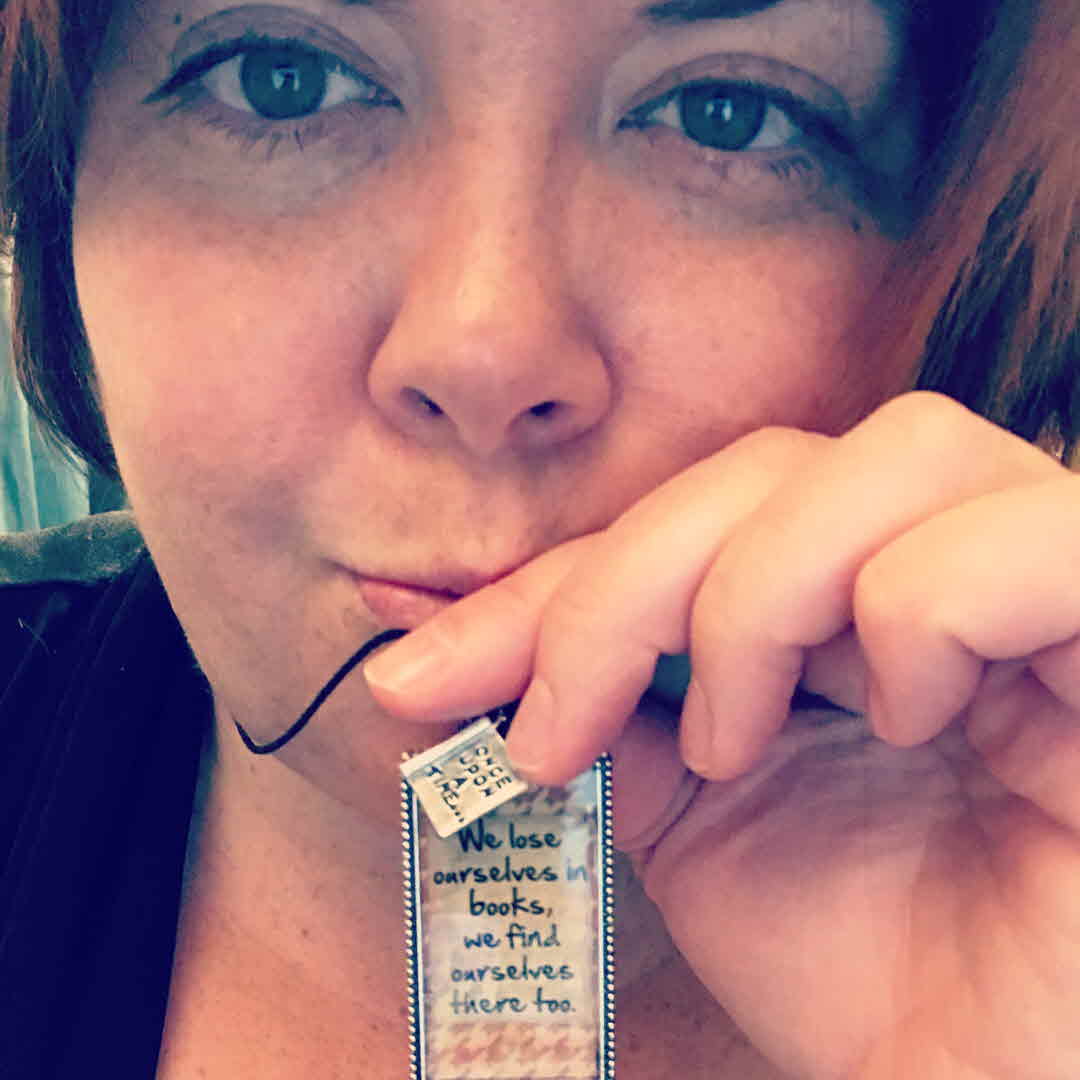 ONCE
UPON
A
TIME...
We lose
ourselves in
books,
we find
ourselves
there too.